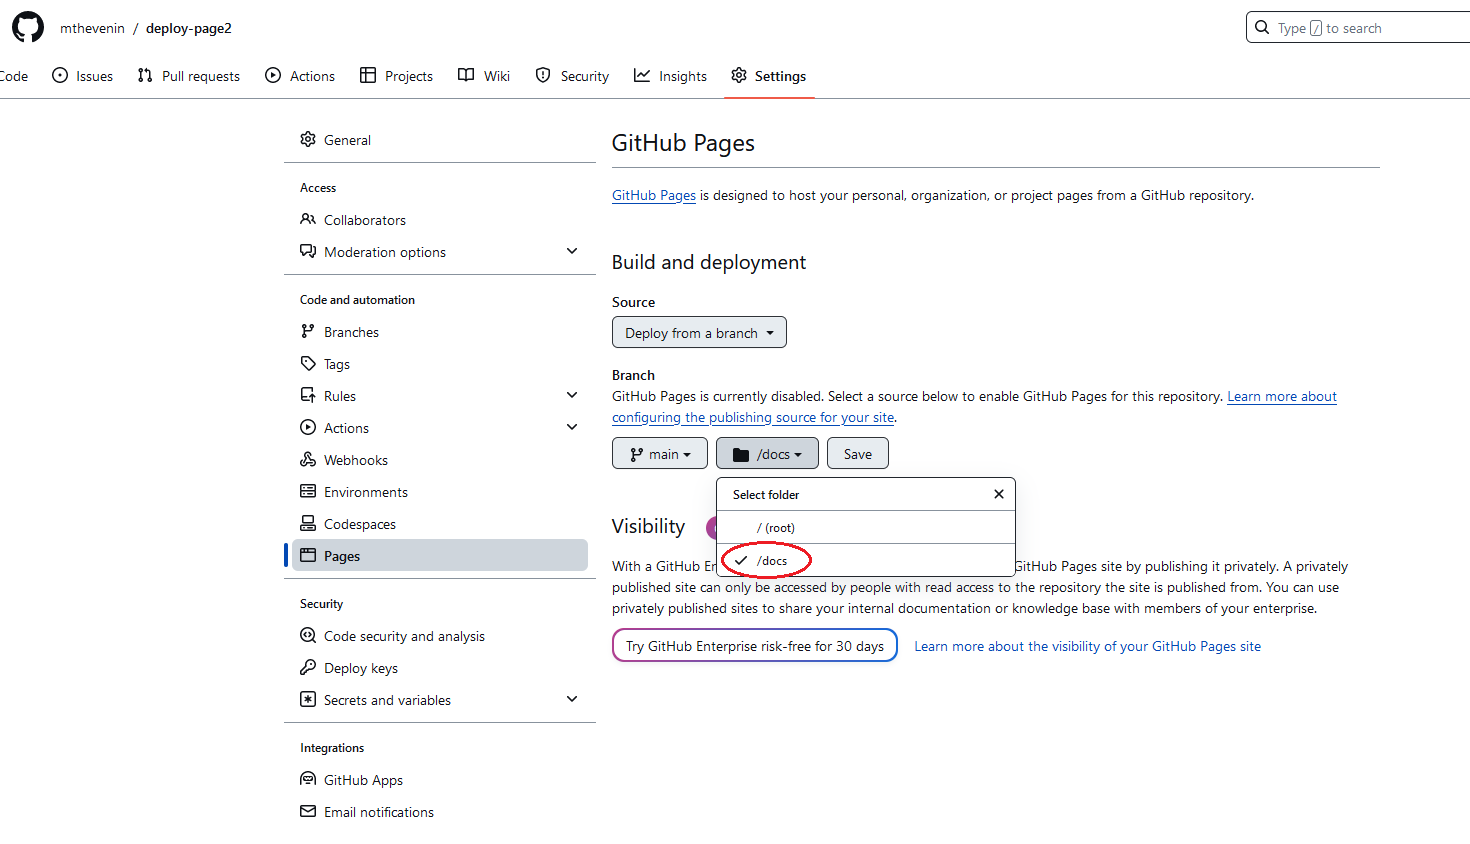 mthevenin / deploy-page2
Type / to search
Code Issues Pull requests Actions Projects Wiki Security Insights Settings
General
Access
Collaborators
Moderation options
Code and automation
Branches
Tags
Rules
Actions
Webhooks
Environments
Codespaces
Pages
Security
Code security and analysis
Deploy keys
Secrets and variables
Integrations
GitHub Apps
Email notifications
GitHub Pages
GitHub Pages is designed to host your personal, organization, or project pages from a GitHub repository.
Build and deployment
Source
Deploy from a branch
Branch
GitHub Pages is currently disabled. Select a source below to enable GitHub Pages for this repository. Learn more about
configuring the publishing source for your site.
main /docs Save
Select folder
/ (root)
/docs
Visibility
With a GitHub GitHub Pages site by publishing it privately. A privately
published site can only be accessed by people with read access to the repository the site is published from. You can use
privately published sites to share your internal documentation or knowledge base with members of your enterprise.
Try GitHub Enterprise risk-free for 30 days Learn more about the visibility of your GitHub Pages site